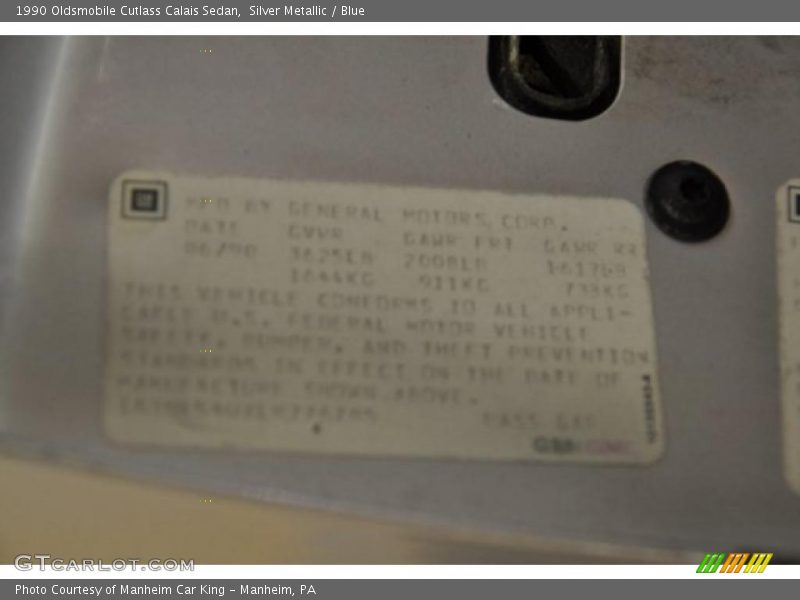 1990 Oldsmobile Cutlass Calais Sedan,  Silver Metallic / Blue
GM
MFD BY GENERAL MOTORS CORP.
DATE GVWR GAWR FRT GAWR RR
06/90 3625LB 2008LB 1617LB
1644KG 911KG 733KG
THIS VEHICLE CONFORMS TO ALL APPLI-
CABLE U.S. FEDERAL MOTOR VEHICLE
SAFETY, BUMPER, AND THEFT PREVENTION
STANDARDS IN EFFECT ON THE DATE OF
MANUFACTURE SHOWN ABOVE.
PASS CAR
GTCARLOT.COM
Photo Courtesy of Manheim Car King - Manheim, PA